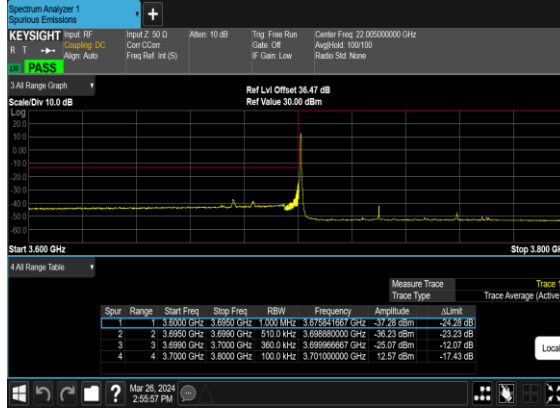 Spectrum Analyzer 1
Spurious Emissions
KEYSIGHT Input: RF Input Z: 50 Ω Atten: 10 dB Trig: Free Run Center Freq: 22.005000000 GHz
R T Coupling: DC Corr CCorr Gate: Off Avg|Hold: 100/100
Align: Auto Freq Ref: Int (S) IF Gain: Low Radio Std: None
PASS
3 All Range Graph
Ref Lvl Offset 36.47 dB
Scale/Div 10.0 dB Ref Value 30.00 dBm
Log
20.0
10.0
0.00
-10.0
-20.0
-30.0
-40.0
-50.0
-60.0
Start 3.600 GHz Stop 3.800 GH
4 All Range Table
Measure Trace Trace 1
Trace Type Trace Average (Active
Spur Range Start Freq Stop Freq RBW Frequency Amplitude ΔLimit
1 1 3.6000 GHz 3.6950 GHz 1.000 MHz 3.675841667 GHz -37.28 dBm -24.28 dB
2 2 3.6950 GHz 3.6990 GHz 510.0 kHz 3.698880000 GHz -36.23 dBm -23.23 dB
3 3 3.6990 GHz 3.7000 GHz 360.0 kHz 3.699966667 GHz -25.07 dBm -12.07 dB
4 4 3.7000 GHz 3.8000 GHz 100.0 kHz 3.701000000 GHz 12.57 dBm -17.43 dB
Local
Mar 26, 2024
2:55:57 PM